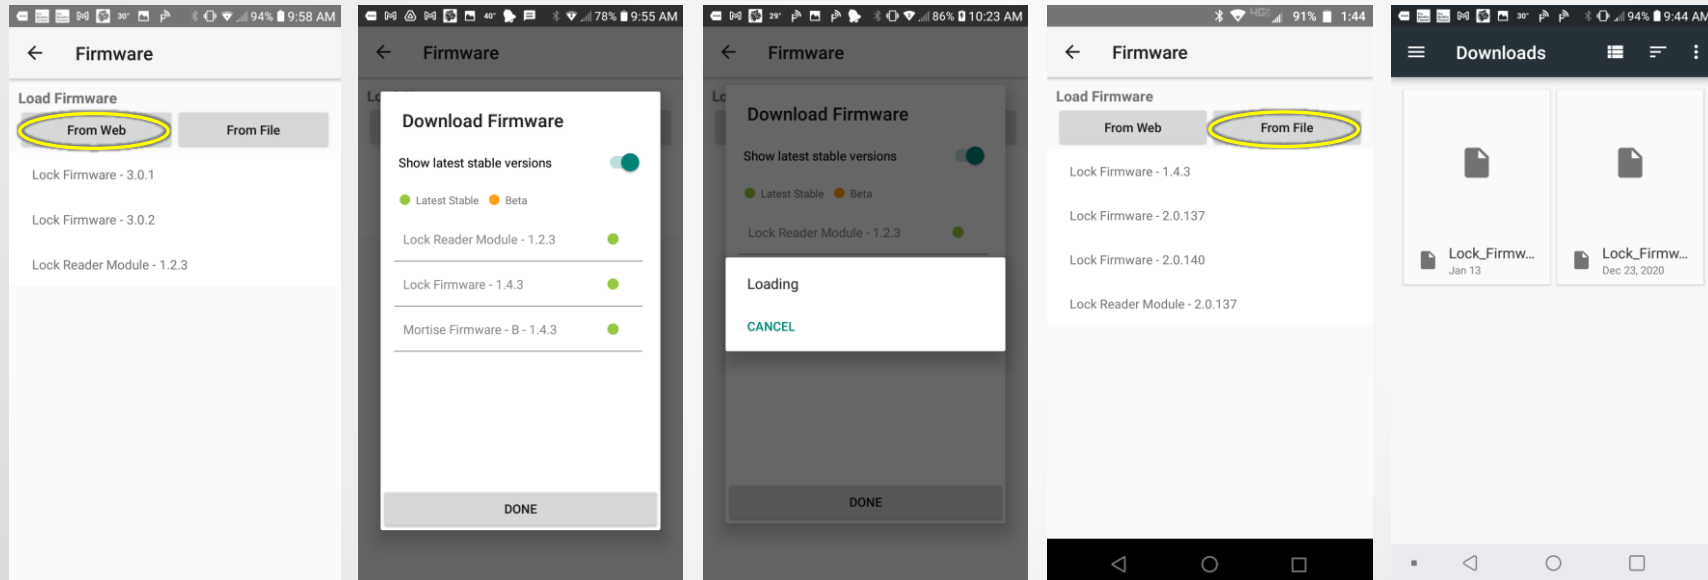 30° 94% 9:58 AM
Firmware
Load Firmware
From Web From File
Lock Firmware - 3.0.1
Lock Firmware - 3.0.2
Lock Reader Module - 1.2.3
40° 78% 9:55 AM
Firmware
Download Firmware
Show latest stable versions
Latest Stable Beta
Lock Reader Module - 1.2.3
Lock Firmware - 1.4.3
Mortise Firmware - B - 1.4.3
DONE
29° 86% 10:23 AM
Firmware
Download Firmware
Show latest stable versions
Latest Stable Beta
Lock Reader Module - 1.2.3
Loading
CANCEL
DONE
4G 91% 1:44
Firmware
Load Firmware
From Web From File
Lock Firmware - 1.4.3
Lock Firmware - 2.0.137
Lock Firmware - 2.0.140
Lock Reader Module - 2.0.137
30° 94% 9:44 AM
Downloads
Lock_Firmw... Lock_Firmw...
Jan 13 Dec 23, 2020